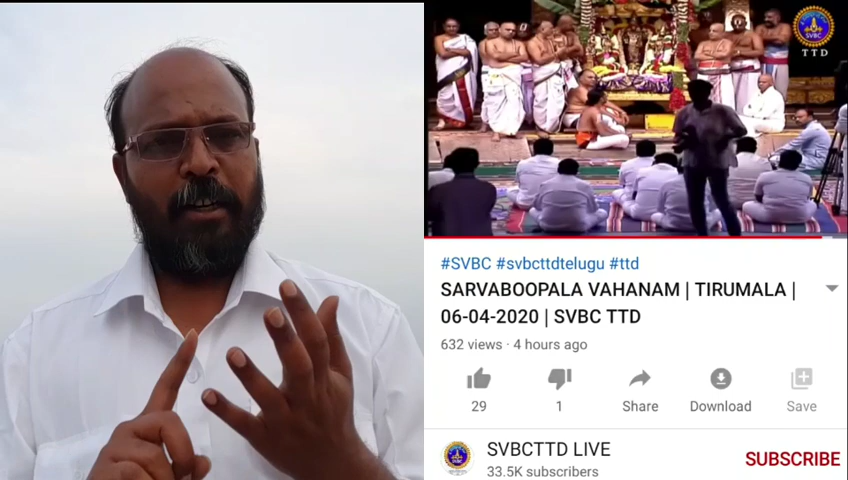 SVBC
TTD
#SVBC #svbcttdtelugu #ttd
SARVABOOPALA VAHANAM | TIRUMALA |
06-04-2020 | SVBC TTD
632 views · 4 hours ago
29
1
Share
Download
Save
SVBCTTD LIVE
33.5K subscribers
SUBSCRIBE